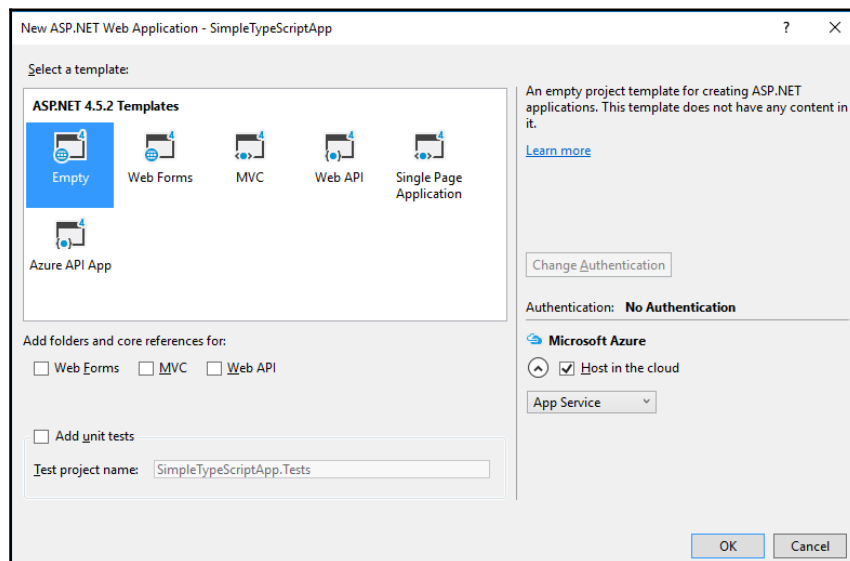 New ASP.NET Web Application - SimpleTypeScriptApp
?
Select a template:
ASP.NET 4.5.2 Templates
Empty
Web Forms
MVC
Web API
Single Page
Application
Azure API App
Add folders and core references for:
Web Forms
MVC
Web API
Add unit tests
Test project name:
SimpleTypeScriptApp.Tests
An empty project template for creating ASP.NET
applications. This template does not have any content in
it.
Learn more
Change Authentication
Authentication: No Authentication
Microsoft Azure
Host in the cloud
App Service
OK
Cancel